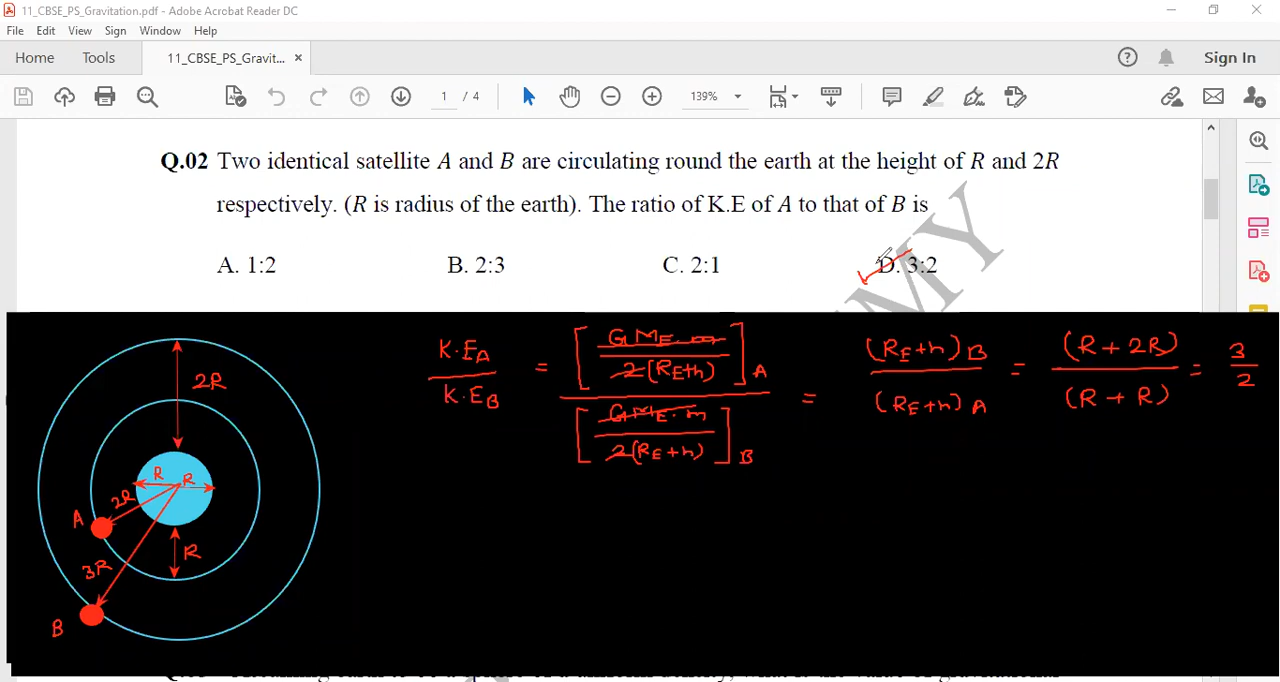 11_CBSE_PS_Gravitation.pdf - Adobe Acrobat Reader DC
File Edit View Sign Window Help
Home Tools 11_CBSE_PS_Gravit... × Sign In
1 / 4 139%
Q.02 Two identical satellite A and B are circulating round the earth at the height of R and 2R
respectively. (R is radius of the earth). The ratio of K.E of A to that of B is
A. 1:2 B. 2:3 C. 2:1 D. 3:2
MY
K.E_A / K.E_B = [GM_E.m / 2(R_E+h)]_A / [GM_E.m / 2(R_E+h)]_B = (R_E+h)_B / (R_E+h)_A = (R+2R) / (R+R) = 3/2
2R
R
R
2R
A
R
3R
B